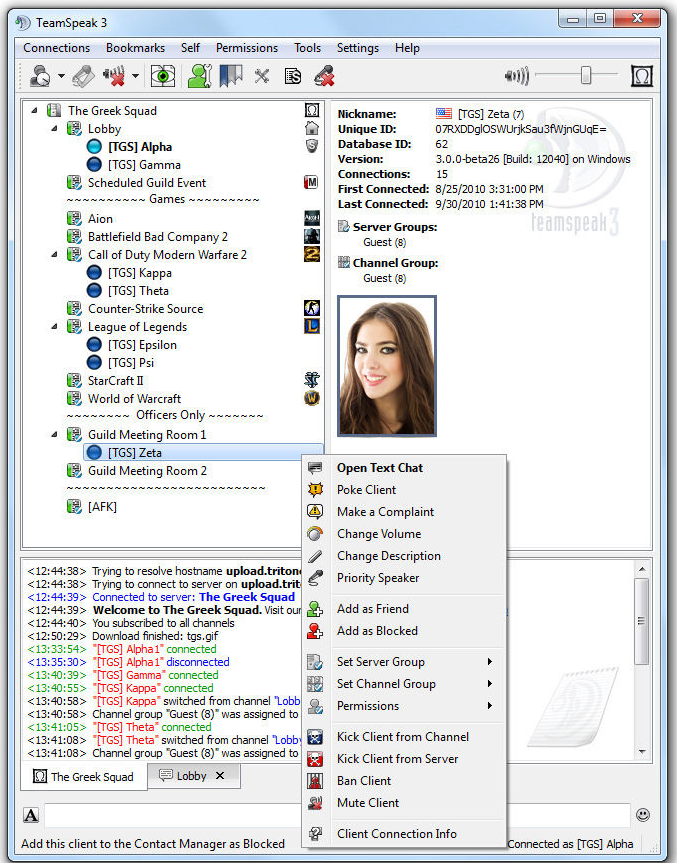 TeamSpeak 3
Connections Bookmarks Self Permissions Tools Settings Help
The Greek Squad
Lobby
[TGS] Alpha
[TGS] Gamma
Scheduled Guild Event
~~~~~~~~~~ Games ~~~~~~~~~
Aion
Battlefield Bad Company 2
Call of Duty Modern Warfare 2
[TGS] Kappa
[TGS] Theta
Counter-Strike Source
League of Legends
[TGS] Epsilon
[TGS] Psi
StarCraft II
World of Warcraft
~~~~~~~~ Officers Only ~~~~~~~
Guild Meeting Room 1
[TGS] Zeta
Guild Meeting Room 2
~~~~~~~~~~~~~~~~~~~~~~~~~
[AFK]
Nickname: [TGS] Zeta (7)
Unique ID: 07RXDDglOSWUrjkSau3fWjnGUqE=
Database ID: 62
Version: 3.0.0-beta26 [Build: 12040] on Windows
Connections: 15
First Connected: 8/25/2010 3:31:00 PM
Last Connected: 9/30/2010 1:41:38 PM
teamspeak3
Server Groups:
Guest (8)
Channel Group:
Guest (8)
Open Text Chat
Poke Client
Make a Complaint
Change Volume
Change Description
Priority Speaker
Add as Friend
Add as Blocked
Set Server Group
Set Channel Group
Permissions
Kick Client from Channel
Kick Client from Server
Ban Client
Mute Client
Client Connection Info
<12:44:38> Trying to resolve hostname upload.tritone
<12:44:38> Trying to connect to server on upload.trit
<12:44:39> Connected to server: The Greek Squad
<12:44:39> Welcome to The Greek Squad. Visit our
<12:44:40> You subscribed to all channels
<12:50:29> Download finished: tgs.gif
<13:33:54> "[TGS] Alpha1" connected
<13:35:30> "[TGS] Alpha1" disconnected
<13:40:39> "[TGS] Gamma" connected
<13:40:55> "[TGS] Kappa" connected
<13:40:58> "[TGS] Kappa" switched from channel "Lobb
<13:40:58> Channel group "Guest (8)" was assigned to
<13:41:05> "[TGS] Theta" connected
<13:41:08> "[TGS] Theta" switched from channel "Lobby
<13:41:08> Channel group "Guest (8)" was assigned to
The Greek Squad Lobby
Add this client to the Contact Manager as Blocked
Connected as [TGS] Alpha